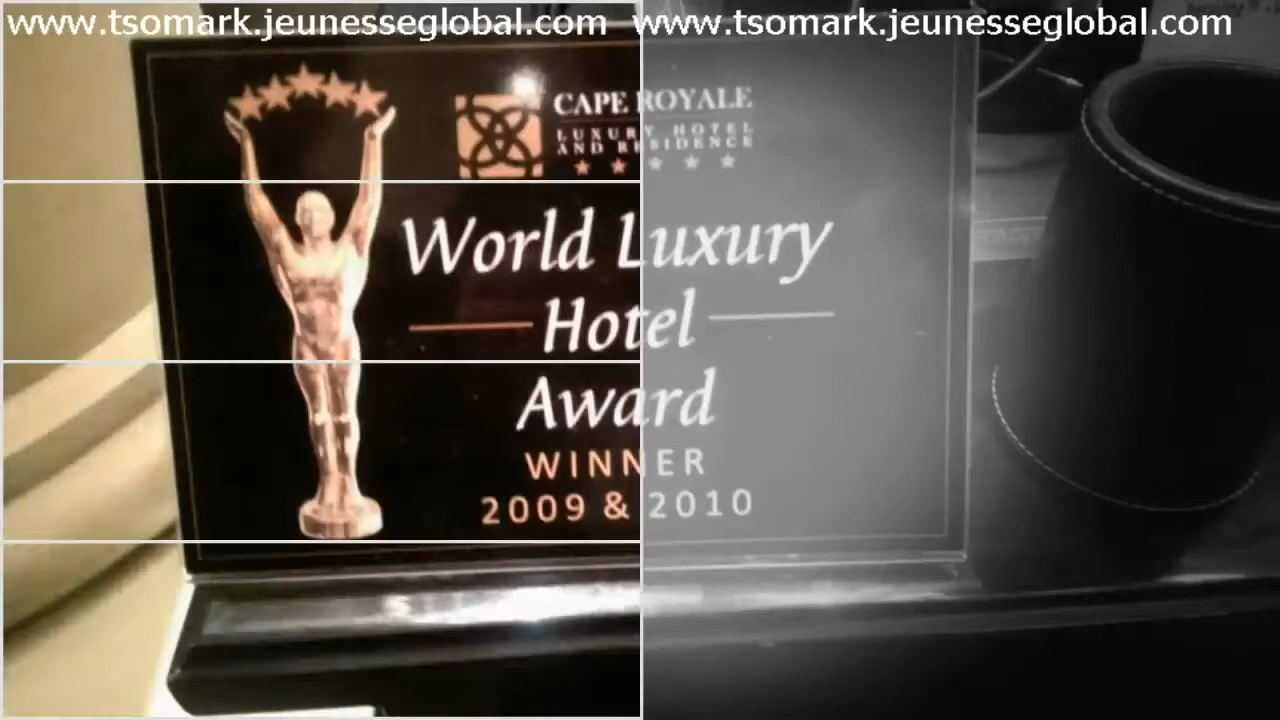 www.tsomark.jeunesseglobal.com www.tsomark.jeunesseglobal.com
CAPE ROYALE
LUXURY HOTEL
AND RESIDENCE
World Luxury
Hotel
Award
WINNER
2009 & 2010